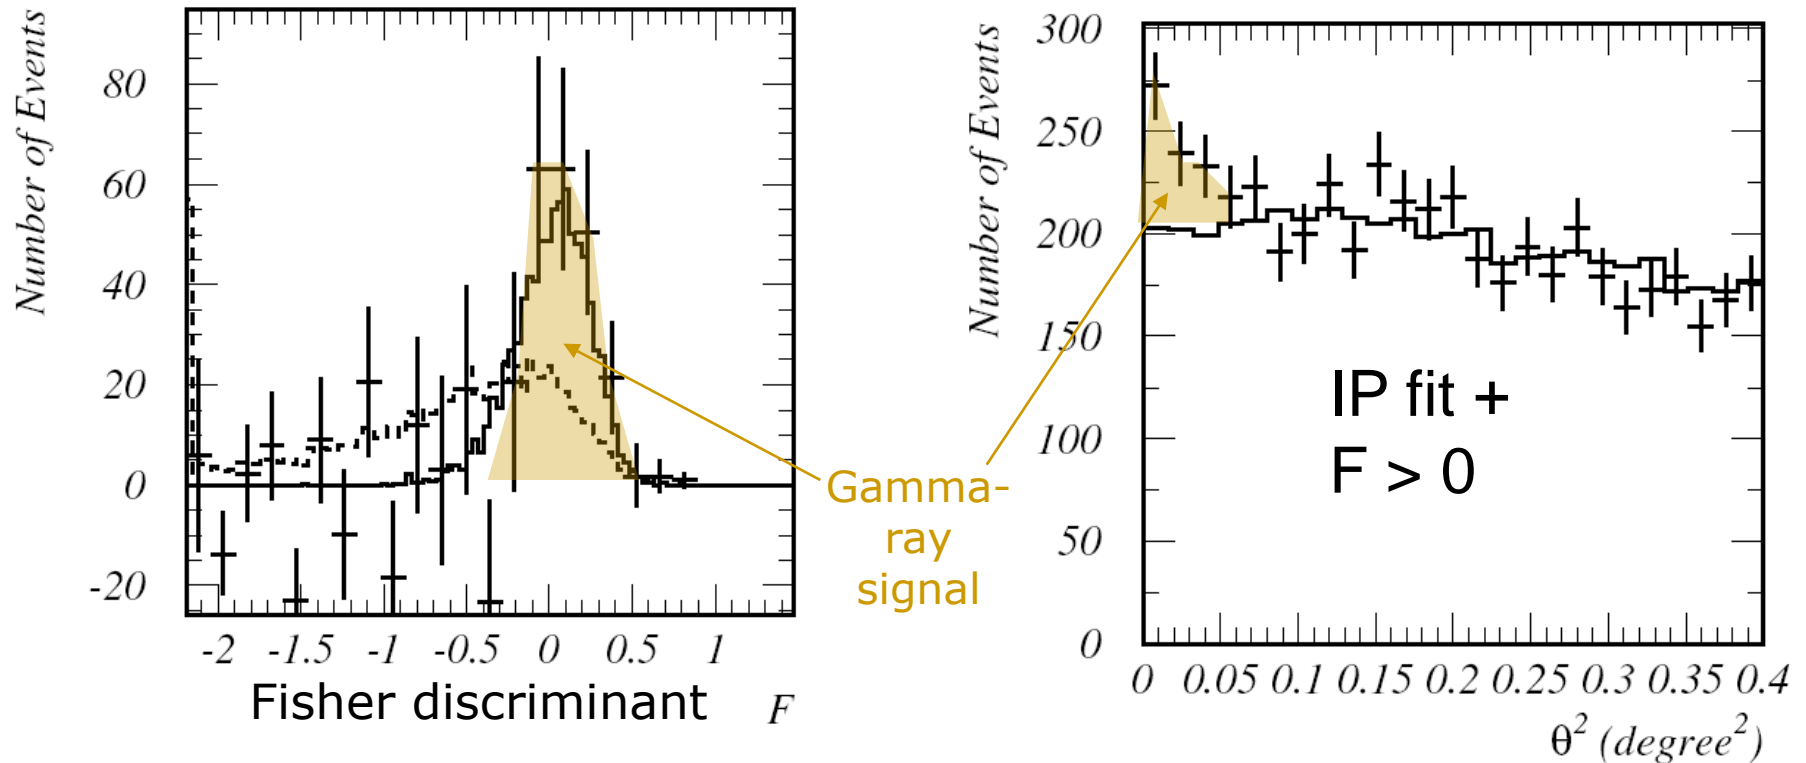 Number of Events
80
60
40
20
0
-20
-2 -1.5 -1 -0.5 0 0.5 1
Fisher discriminant F
Gamma-
ray
signal
Number of Events
300
250
200
150
100
50
0
IP fit +
F > 0
0 0.05 0.1 0.15 0.2 0.25 0.3 0.35 0.4
θ² (degree²)